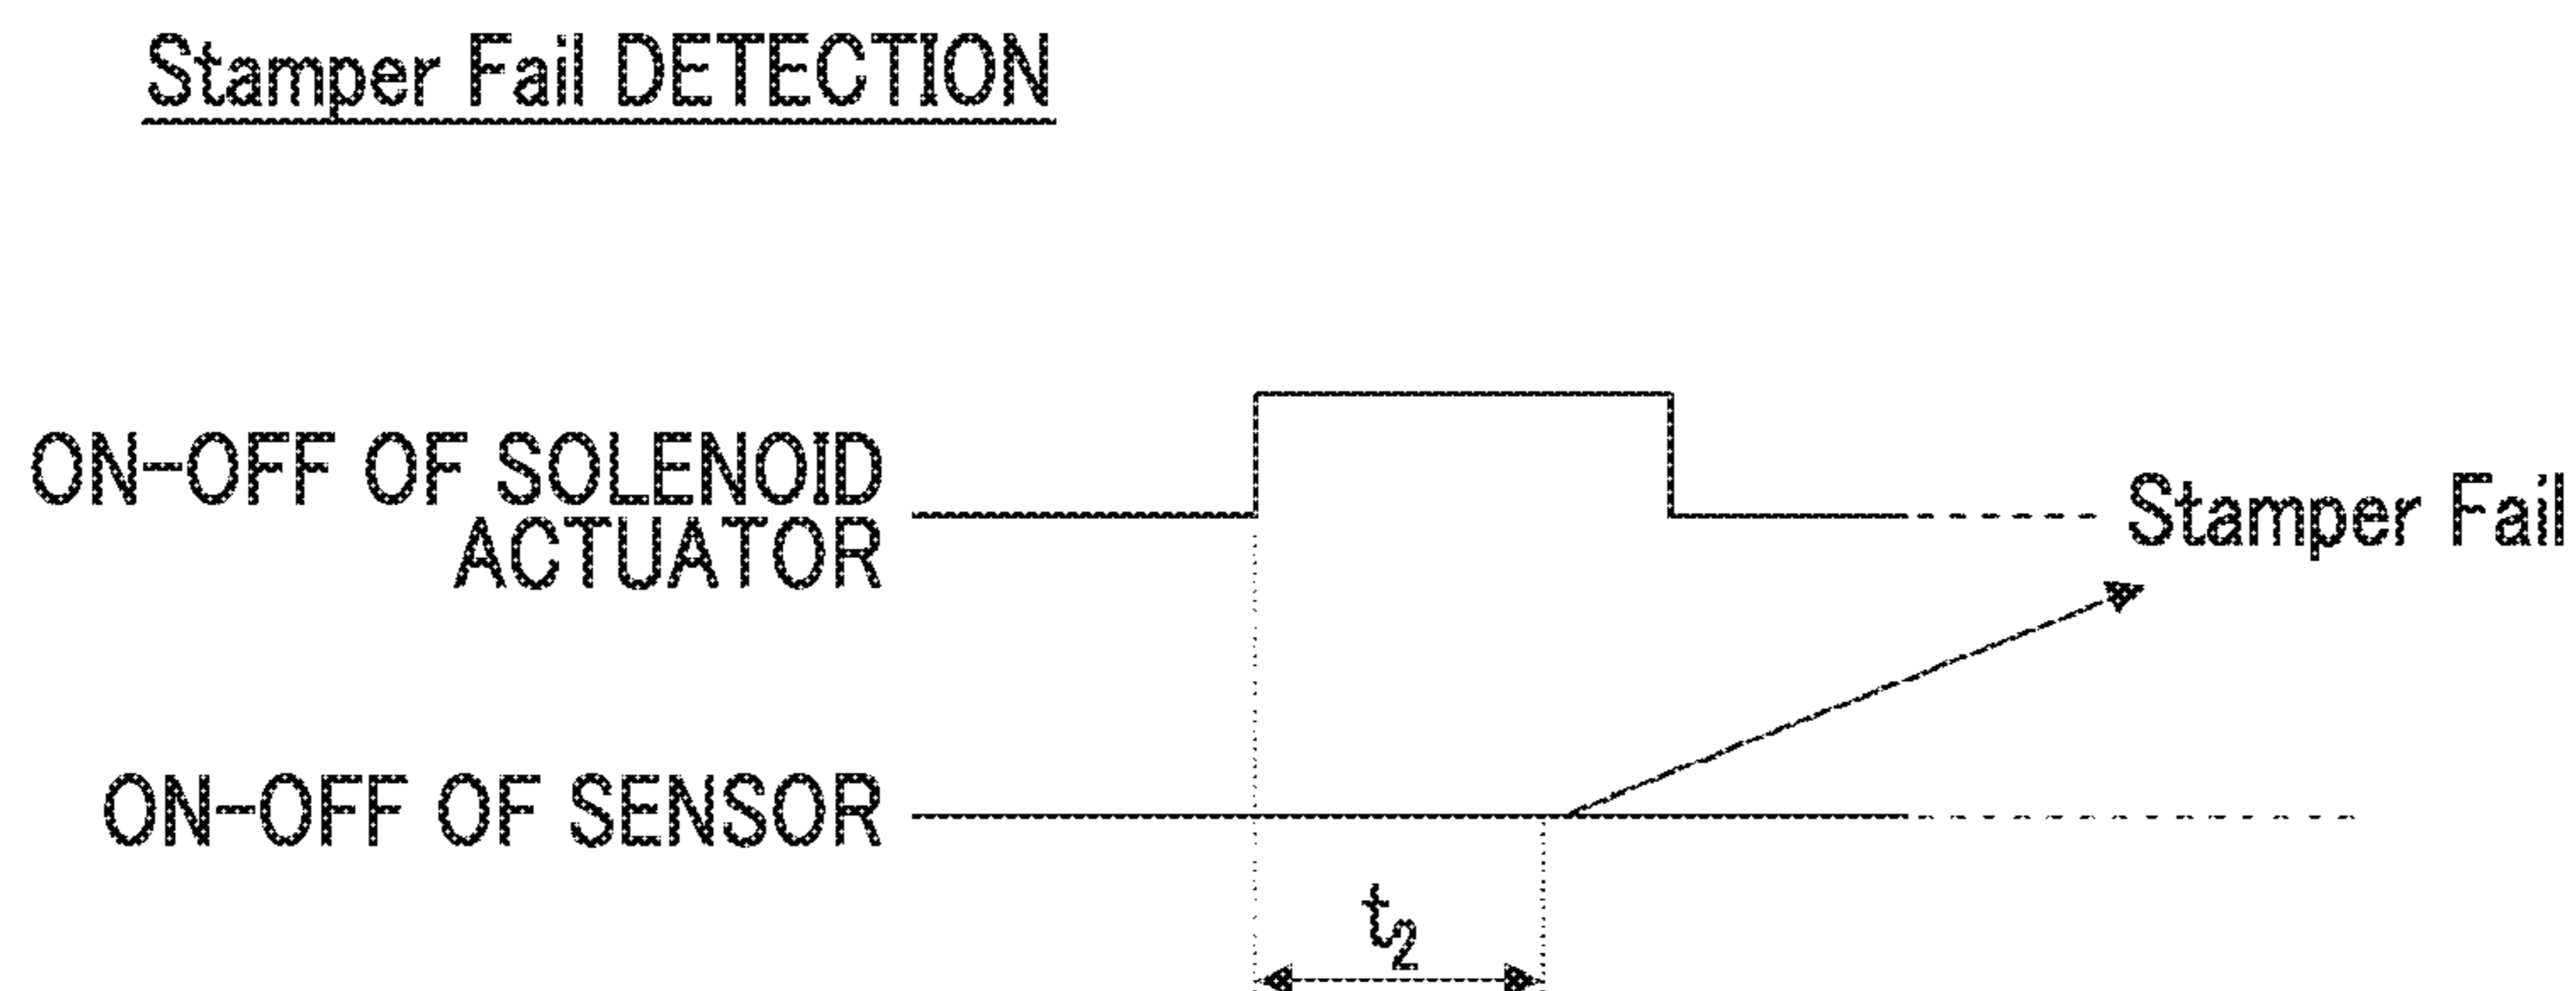 Stamper Fail DETECTION
ON-OFF OF SOLENOID
ACTUATOR
Stamper Fail
ON-OFF OF SENSOR
t₂